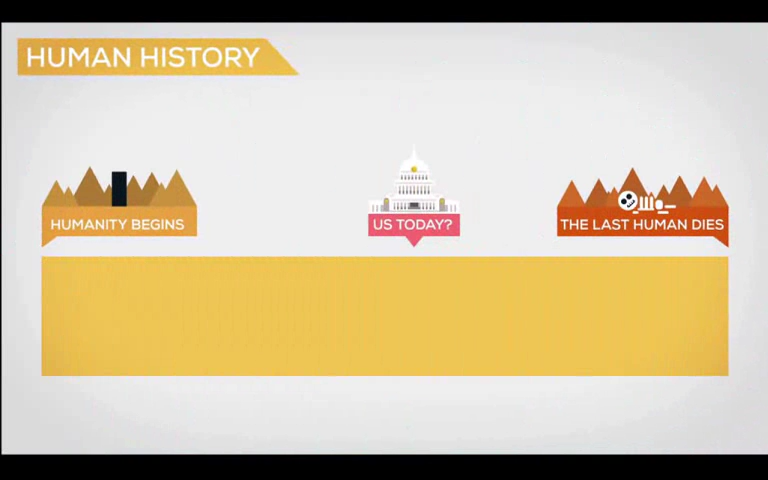 HUMAN HISTORY
HUMANITY BEGINS
US TODAY?
THE LAST HUMAN DIES